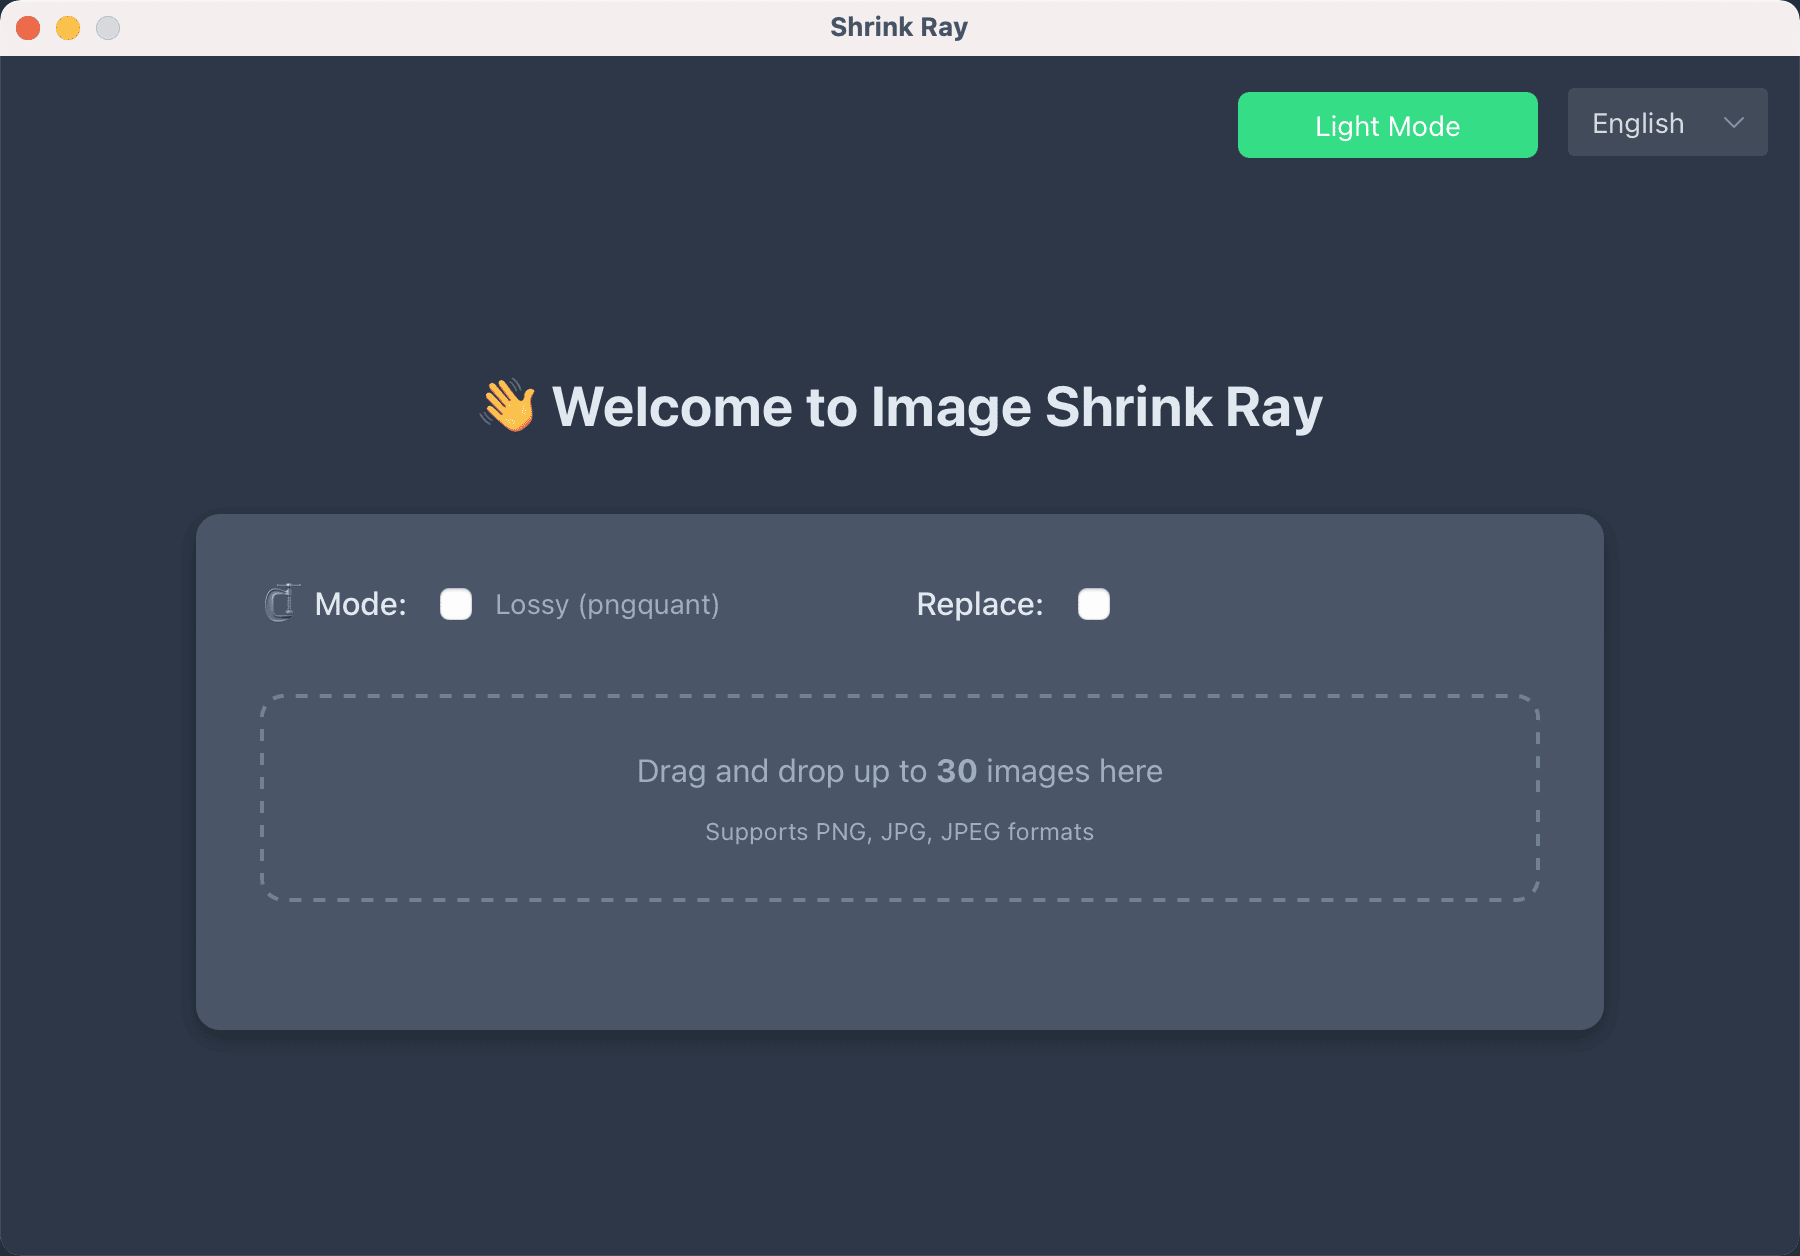 Shrink Ray
Light Mode
English
👋 Welcome to Image Shrink Ray
🗜 Mode: Lossy (pngquant) Replace:
Drag and drop up to 30 images here
Supports PNG, JPG, JPEG formats